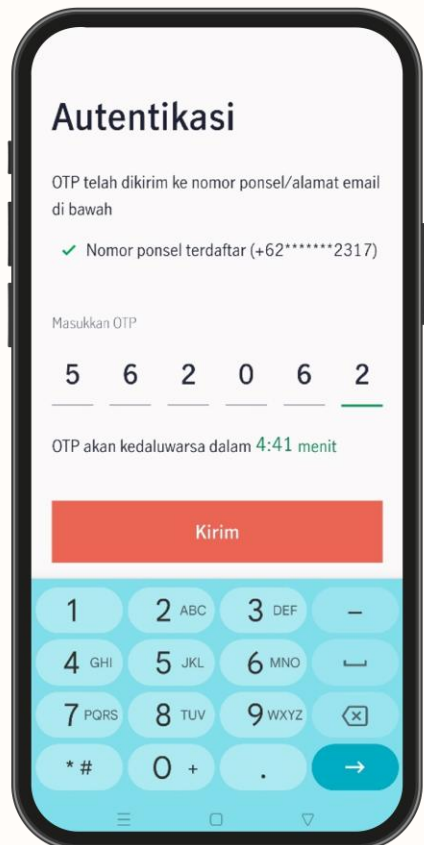 Autentikasi
OTP telah dikirim ke nomor ponsel/alamat email
di bawah
✓ Nomor ponsel terdaftar (+62*******2317)
Masukkan OTP
5 6 2 0 6 2
OTP akan kedaluwarsa dalam 4:41 menit
Kirim
1 2 ABC 3 DEF –
4 GHI 5 JKL 6 MNO
7 PQRS 8 TUV 9 WXYZ
* # 0 + .